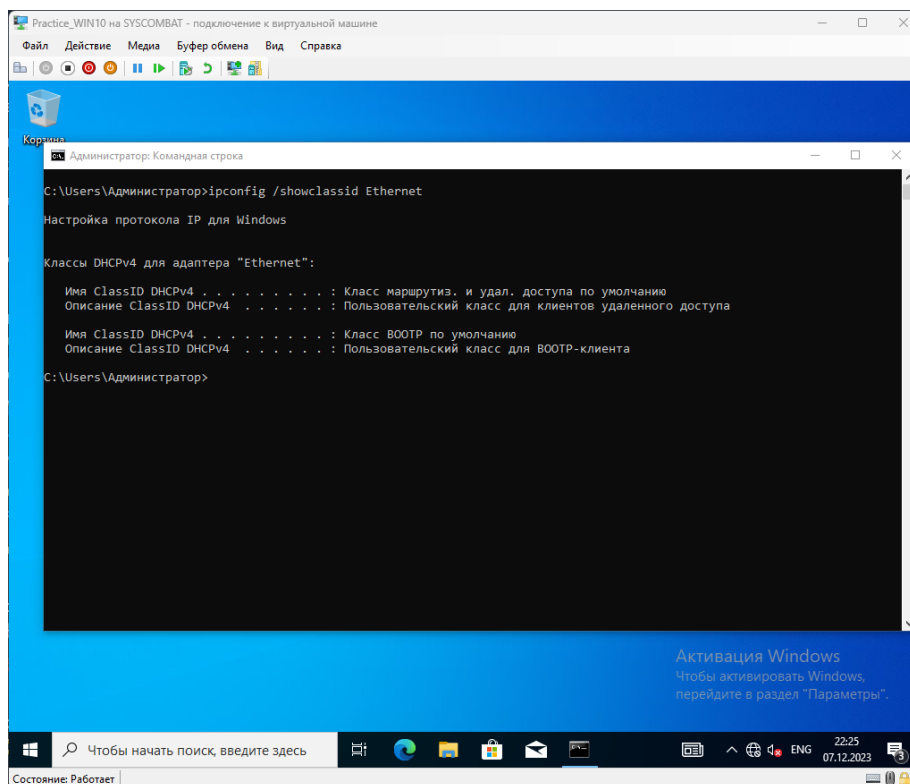 Practice_WIN10 на SYSCOMBAT - подключение к виртуальной машине
Файл Действие Медиа Буфер обмена Вид Справка
Корзина
Администратор: Командная строка
C:\Users\Администратор>ipconfig /showclassid Ethernet
Настройка протокола IP для Windows
Классы DHCPv4 для адаптера "Ethernet":
Имя ClassID DHCPv4 . . . . . . . . . : Класс маршрутиз. и удал. доступа по умолчанию
Описание ClassID DHCPv4 . . . . . . : Пользовательский класс для клиентов удаленного доступа
Имя ClassID DHCPv4 . . . . . . . . . : Класс BOOTP по умолчанию
Описание ClassID DHCPv4 . . . . . . : Пользовательский класс для BOOTP-клиента
C:\Users\Администратор>
Активация Windows
Чтобы активировать Windows,
перейдите в раздел "Параметры".
Чтобы начать поиск, введите здесь
ENG
22:25
07.12.2023
3
Состояние: Работает